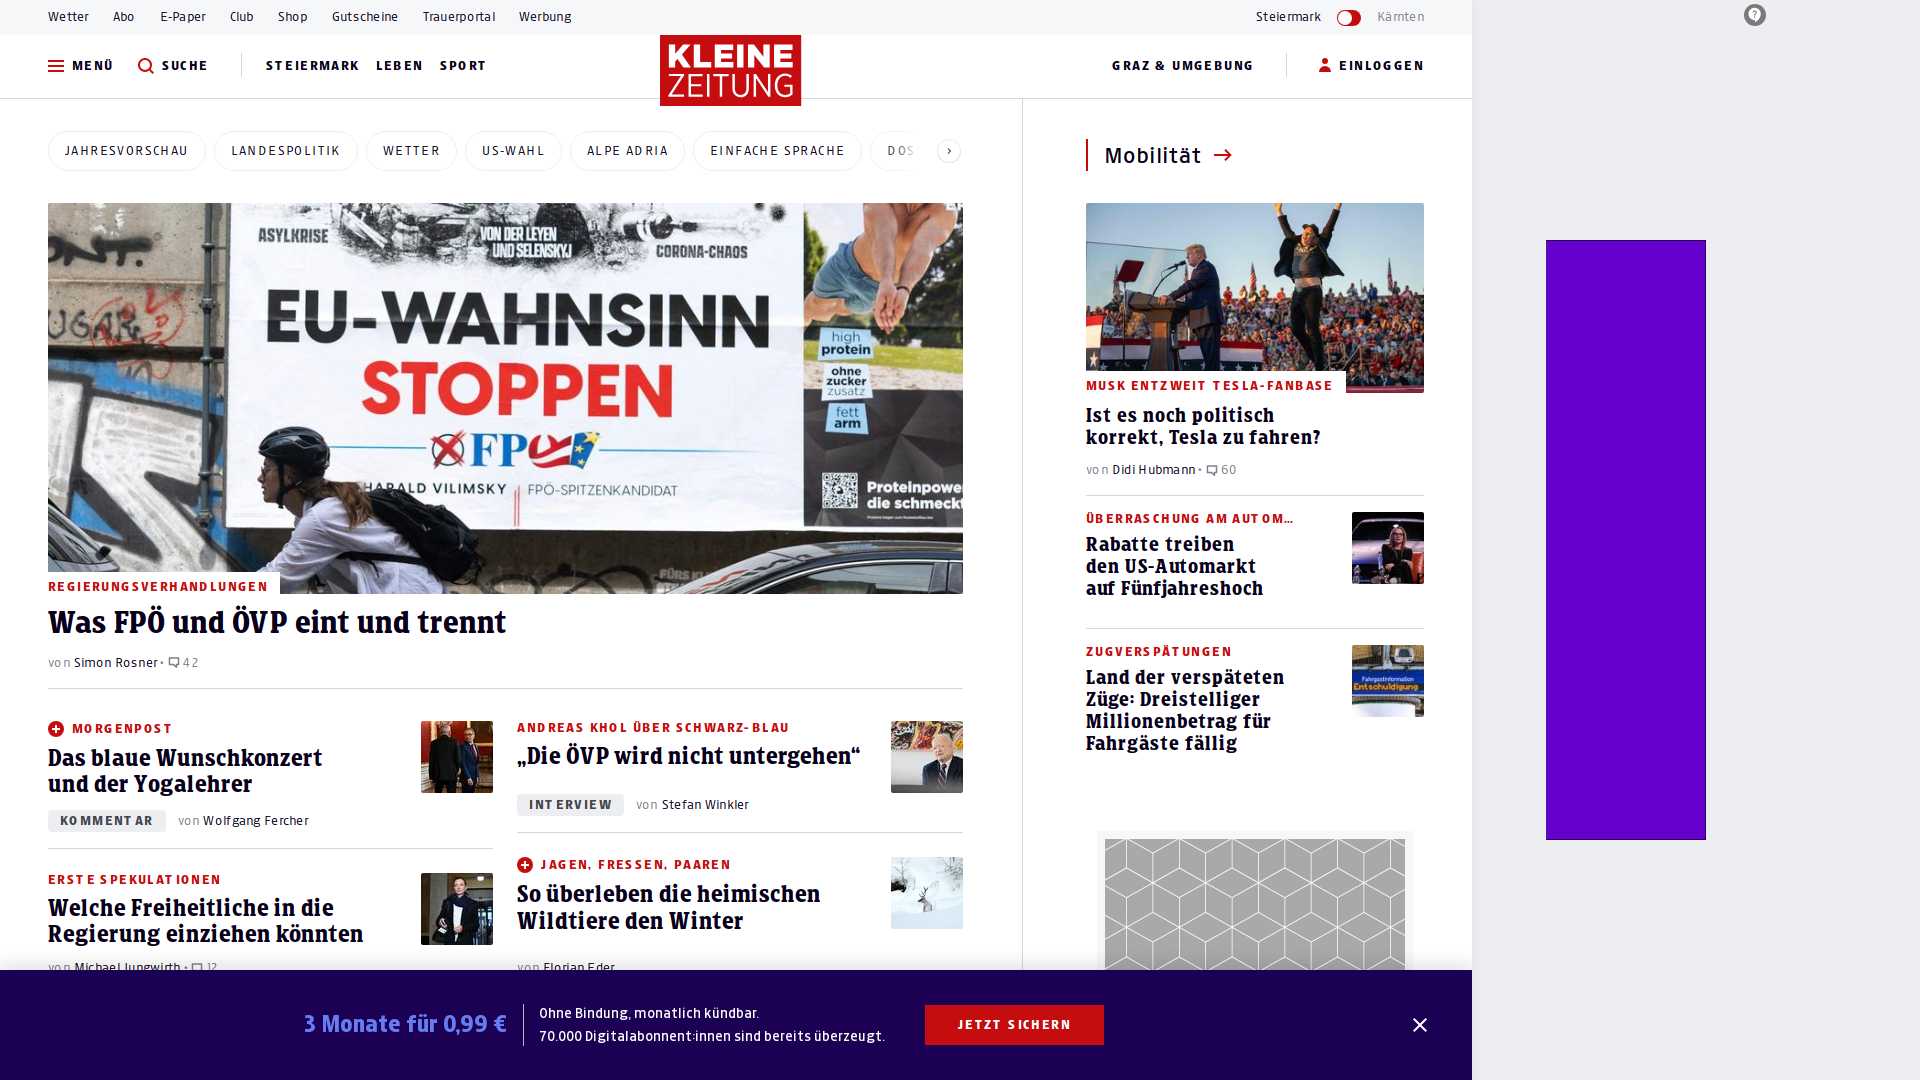 Wetter Abo E-Paper Club Shop Gutscheine Trauerportal Werbung Steiermark Kärnten
MENÜ SUCHE STEIERMARK LEBEN SPORT KLEINE ZEITUNG GRAZ & UMGEBUNG EINLOGGEN
JAHRESVORSCHAU LANDESPOLITIK WETTER US-WAHL ALPE ADRIA EINFACHE SPRACHE DOS
ASYLKRISE VON DER LEYEN UND SELENSKYJ CORONA-CHAOS
EU-WAHNSINN
STOPPEN
FPÖ
HARALD VILIMSKY FPÖ-SPITZENKANDIDAT
high
protein
ohne
zucker
zusatz
fett
arm
Proteinpower
die schmeckt
REGIERUNGSVERHANDLUNGEN
Was FPÖ und ÖVP eint und trennt
von Simon Rosner • 42
MORGENPOST
Das blaue Wunschkonzert
und der Yogalehrer
KOMMENTAR von Wolfgang Fercher
ERSTE SPEKULATIONEN
Welche Freiheitliche in die
Regierung einziehen könnten
von Michael Jungwirth • 12
ANDREAS KHOL ÜBER SCHWARZ-BLAU
„Die ÖVP wird nicht untergehen“
INTERVIEW von Stefan Winkler
JAGEN, FRESSEN, PAAREN
So überleben die heimischen
Wildtiere den Winter
von Florian Eder
Mobilität
MUSK ENTZWEIT TESLA-FANBASE
Ist es noch politisch
korrekt, Tesla zu fahren?
von Didi Hubmann • 60
ÜBERRASCHUNG AM AUTOM...
Rabatte treiben
den US-Automarkt
auf Fünfjahreshoch
ZUGVERSPÄTUNGEN
Land der verspäteten
Züge: Dreistelliger
Millionenbetrag für
Fahrgäste fällig
Fahrgastinformation
Entschuldigung
3 Monate für 0,99 €
Ohne Bindung, monatlich kündbar.
70.000 Digitalabonnent:innen sind bereits überzeugt.
JETZT SICHERN